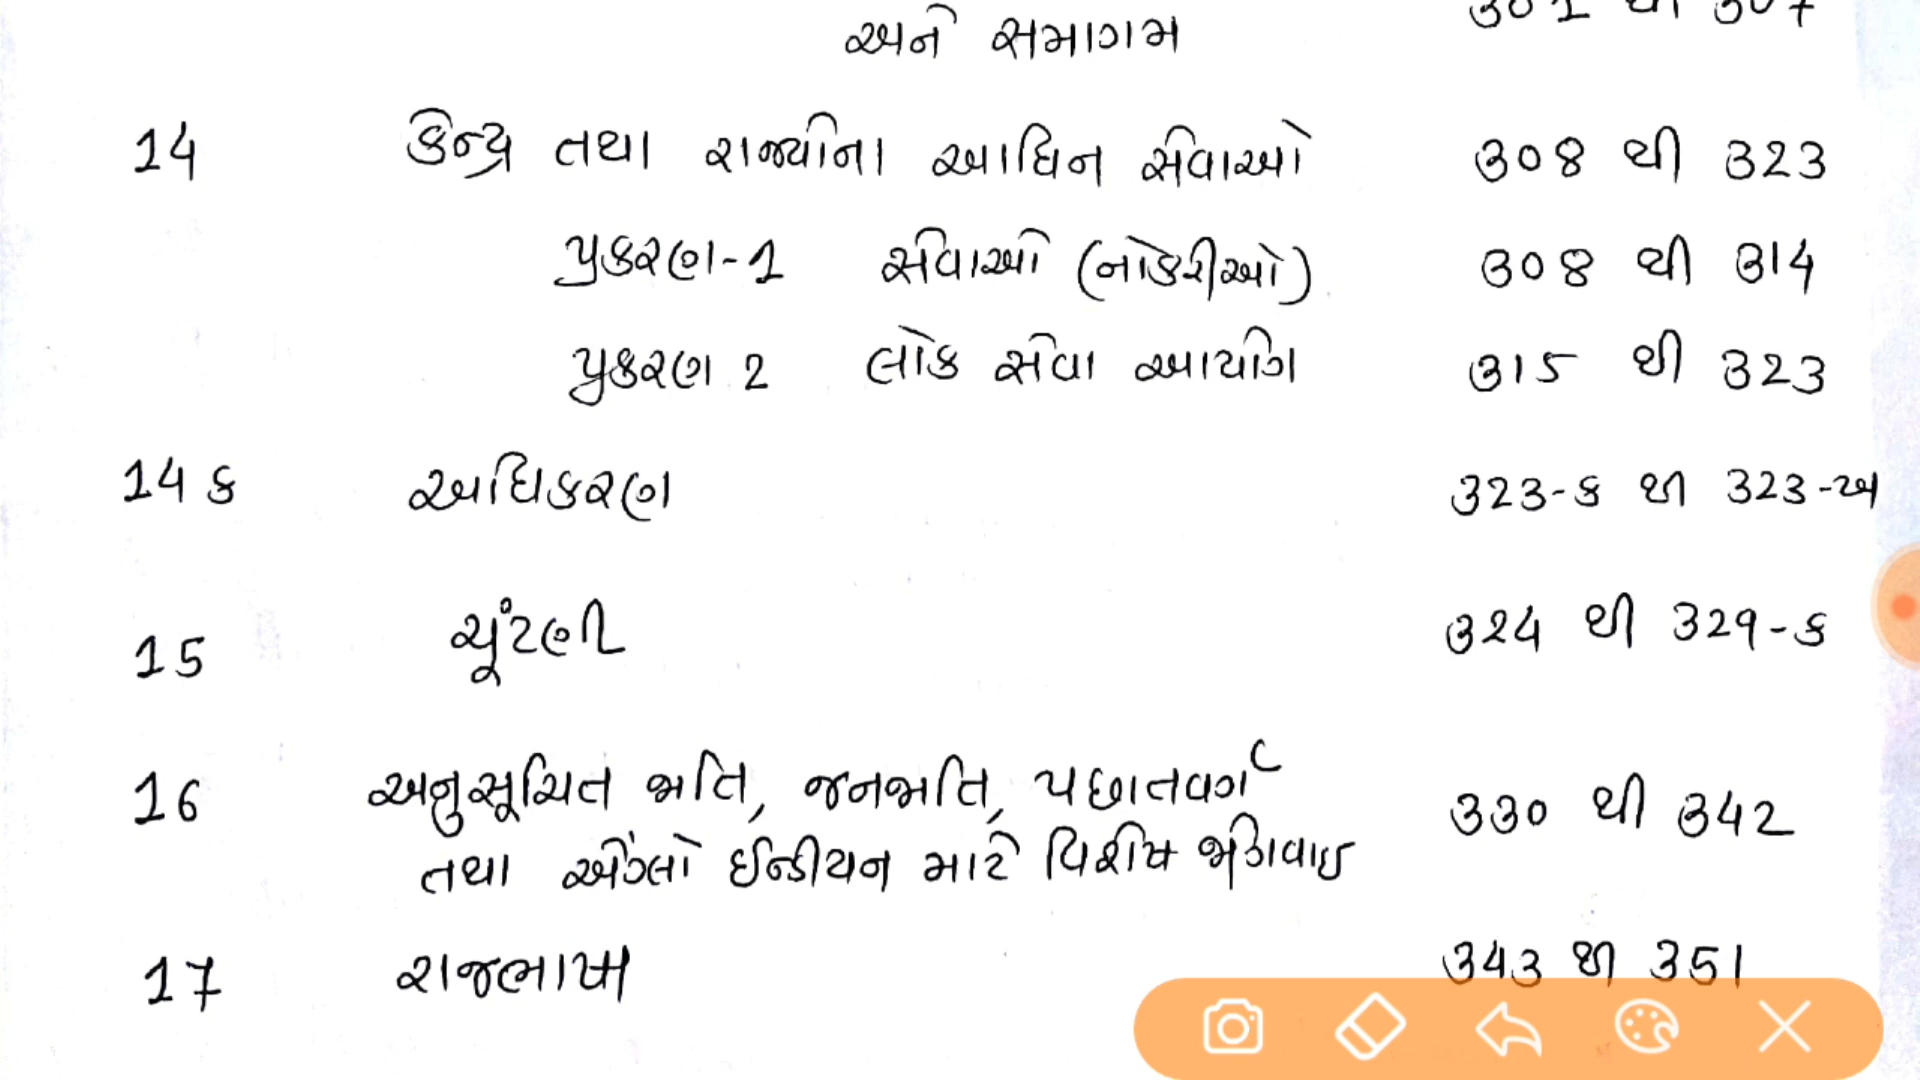 અને સમાગમ 301 થી 307
14 કેન્દ્ર તથા રાજ્યોના આધિન સેવાઓ 308 થી 323
પ્રકરણ-1 સેવાઓ (નોકરીઓ) 308 થી 314
પ્રકરણ 2 લોક સેવા આયોગ 315 થી 323
14 ક અધિકરણ 323-ક થી 323-અ
15 ચૂંટણી 324 થી 329-ક
16 અનુસૂચિત જાતિ, જનજાતિ, પછાતવર્ગ 330 થી 342
તથા એંગ્લો ઈન્ડીયન માટે વિશેષ જોગવાઇ
17 રાજભાષા 343 થી 351